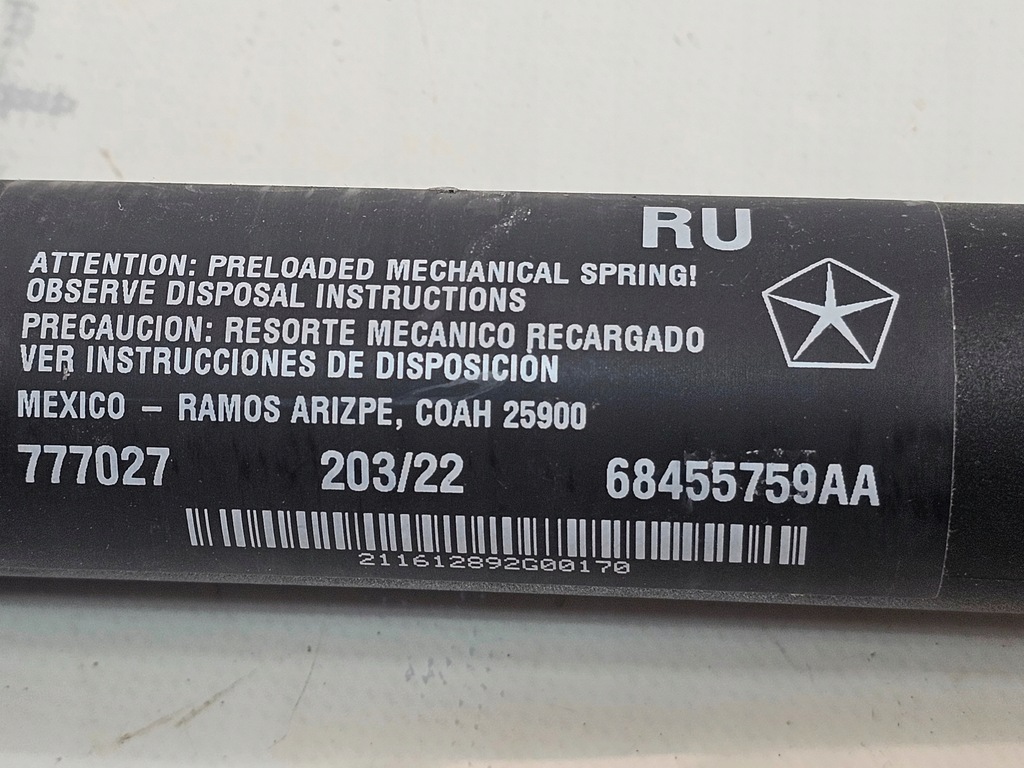 RU
ATTENTION: PRELOADED MECHANICAL SPRING!
OBSERVE DISPOSAL INSTRUCTIONS
PRECAUCION: RESORTE MECANICO RECARGADO
VER INSTRUCCIONES DE DISPOSICIÓN
MEXICO – RAMOS ARIZPE, COAH 25900
777027 203/22 68455759AA
211612892G00170